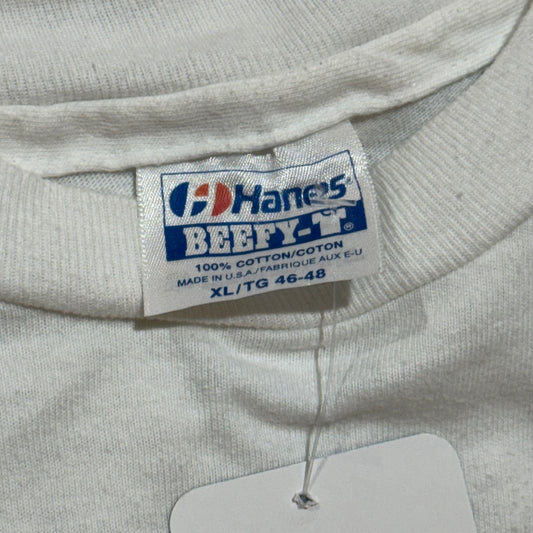 Hanes
BEEFY-T®
100% COTTON/COTON
MADE IN U.S.A./FABRIQUE AUX E-U
XL/TG 46-48